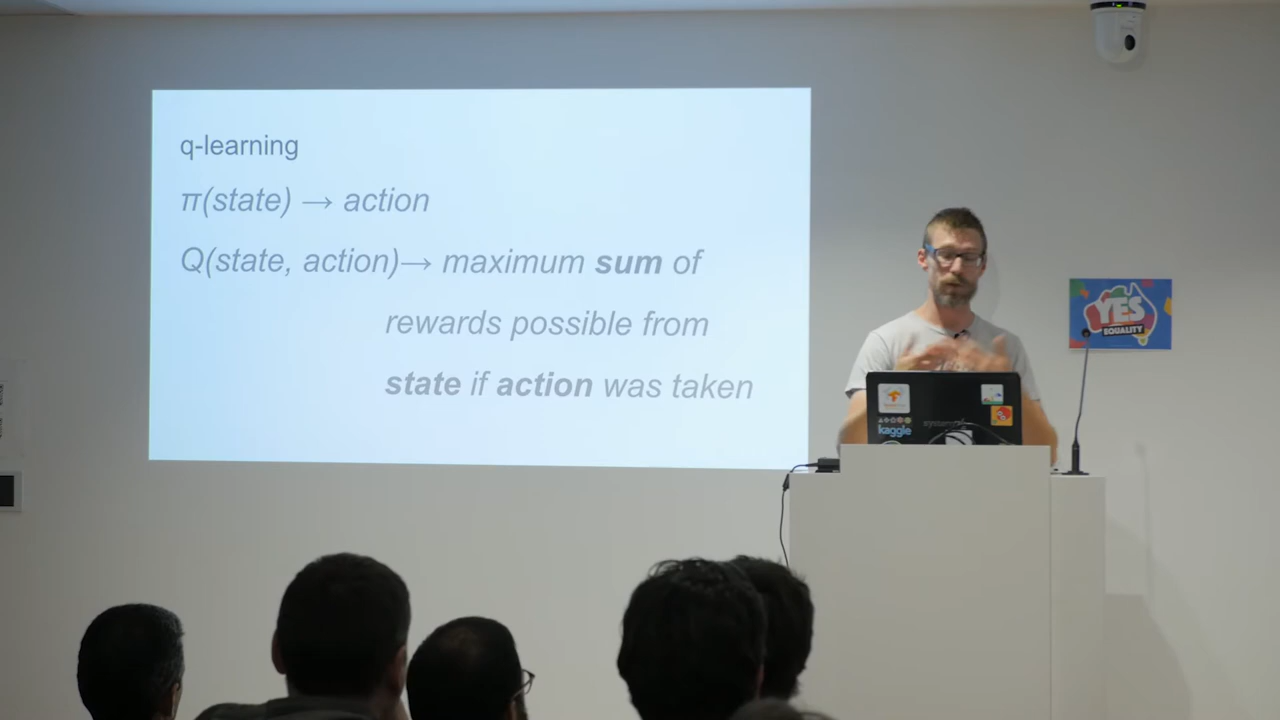 q-learning
π(state) → action
Q(state, action)→ maximum sum of
rewards possible from
state if action was taken
YES
EQUALITY
kaggle